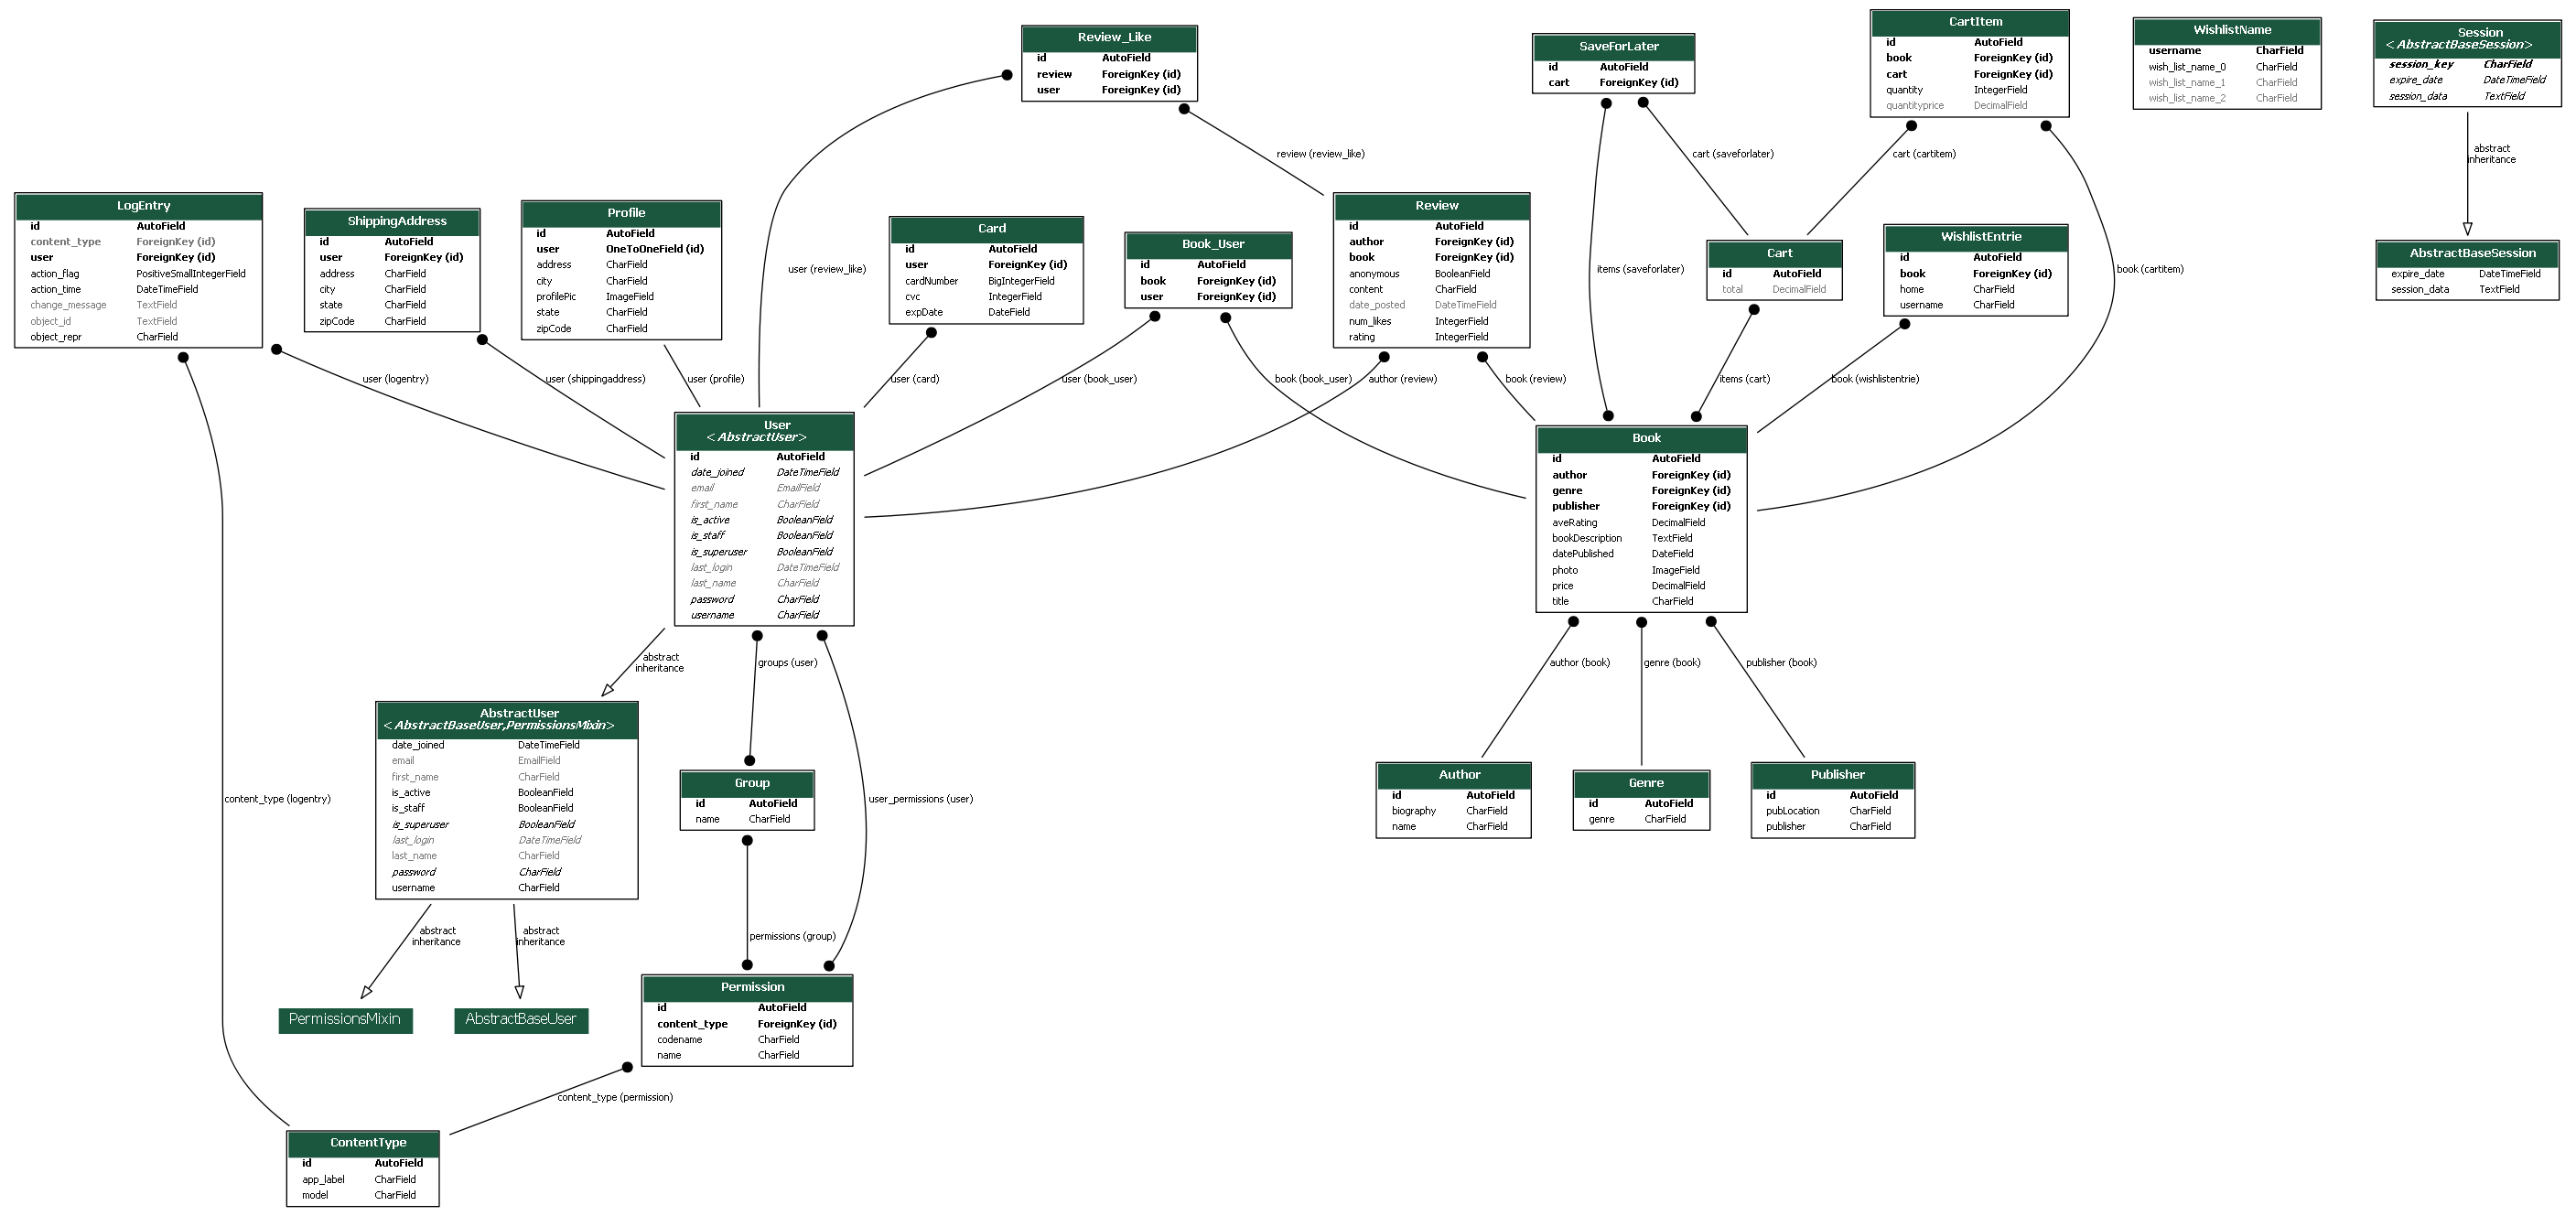 Review_Like
id AutoField
review ForeignKey (id)
user ForeignKey (id)
SaveForLater
id AutoField
cart ForeignKey (id)
CartItem
id AutoField
book ForeignKey (id)
cart ForeignKey (id)
quantity IntegerField
quantityprice DecimalField
WishlistName
username CharField
wish_list_name_0 CharField
wish_list_name_1 CharField
wish_list_name_2 CharField
Session
<AbstractBaseSession>
session_key CharField
expire_date DateTimeField
session_data TextField
review (review_like)
cart (saveforlater)
cart (cartitem)
abstract
inheritance
LogEntry
id AutoField
content_type ForeignKey (id)
user ForeignKey (id)
action_flag PositiveSmallIntegerField
action_time DateTimeField
change_message TextField
object_id TextField
object_repr CharField
ShippingAddress
id AutoField
user ForeignKey (id)
address CharField
city CharField
state CharField
zipCode CharField
Profile
id AutoField
user OneToOneField (id)
address CharField
city CharField
profilePic ImageField
state CharField
zipCode CharField
user (review_like)
Card
id AutoField
user ForeignKey (id)
cardNumber BigIntegerField
cvc IntegerField
expDate DateField
Book_User
id AutoField
book ForeignKey (id)
user ForeignKey (id)
Review
id AutoField
author ForeignKey (id)
book ForeignKey (id)
anonymous BooleanField
content CharField
date_posted DateTimeField
num_likes IntegerField
rating IntegerField
items (saveforlater)
Cart
id AutoField
total DecimalField
WishlistEntrie
id AutoField
book ForeignKey (id)
home CharField
username CharField
book (cartitem)
AbstractBaseSession
expire_date DateTimeField
session_data TextField
user (logentry)
user (shippingaddress)
user (profile)
user (card)
user (book_user)
book (book_user)
author (review)
book (review)
items (cart)
book (wishlistentrie)
User
<AbstractUser>
id AutoField
date_joined DateTimeField
email EmailField
first_name CharField
is_active BooleanField
is_staff BooleanField
is_superuser BooleanField
last_login DateTimeField
last_name CharField
password CharField
username CharField
Book
id AutoField
author ForeignKey (id)
genre ForeignKey (id)
publisher ForeignKey (id)
aveRating DecimalField
bookDescription TextField
datePublished DateField
photo ImageField
price DecimalField
title CharField
abstract
inheritance
groups (user)
author (book)
genre (book)
publisher (book)
AbstractUser
<AbstractBaseUser,PermissionsMixin>
date_joined DateTimeField
email EmailField
first_name CharField
is_active BooleanField
is_staff BooleanField
is_superuser BooleanField
last_login DateTimeField
last_name CharField
password CharField
username CharField
content_type (logentry)
Group
id AutoField
name CharField
user_permissions (user)
Author
id AutoField
biography CharField
name CharField
Genre
id AutoField
genre CharField
Publisher
id AutoField
pubLocation CharField
publisher CharField
abstract
inheritance
abstract
inheritance
permissions (group)
PermissionsMixin
AbstractBaseUser
Permission
id AutoField
content_type ForeignKey (id)
codename CharField
name CharField
content_type (permission)
ContentType
id AutoField
app_label CharField
model CharField